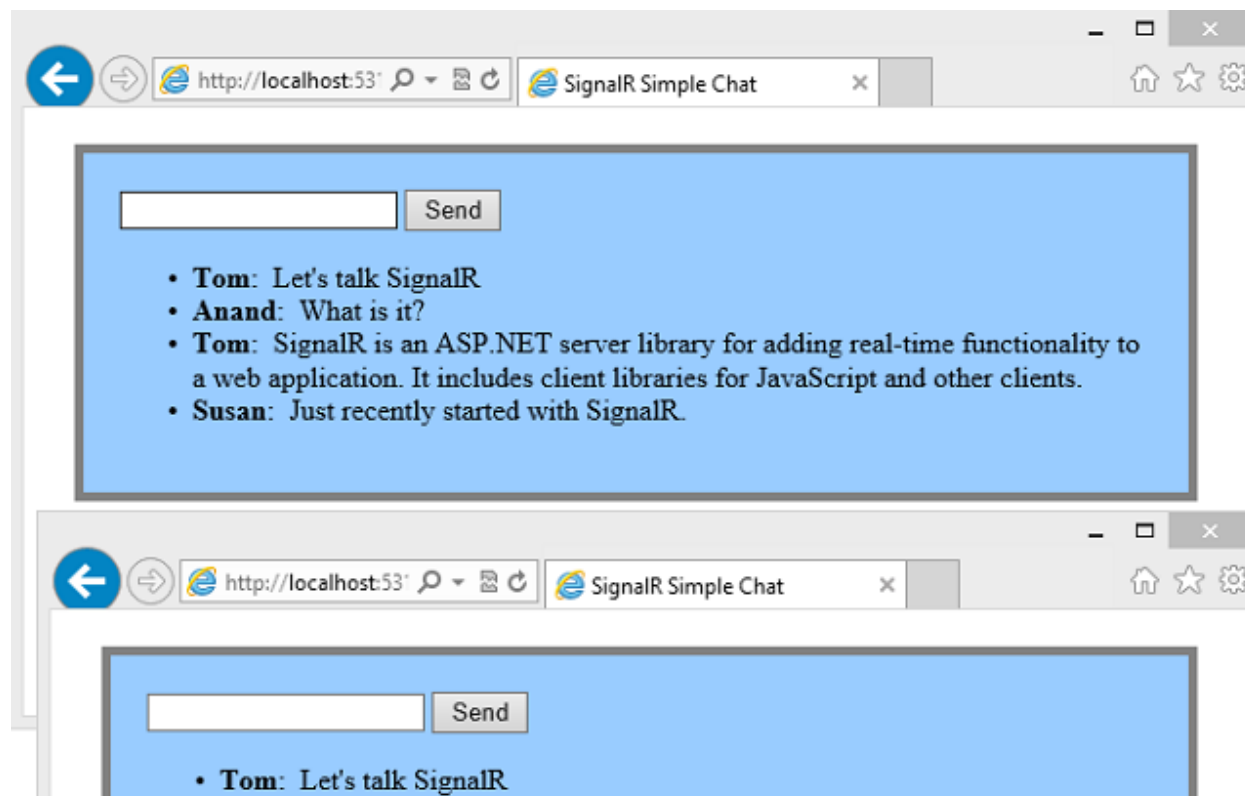 http://localhost:53
SignalR Simple Chat
Send
• Tom: Let's talk SignalR
• Anand: What is it?
• Tom: SignalR is an ASP.NET server library for adding real-time functionality to
a web application. It includes client libraries for JavaScript and other clients.
• Susan: Just recently started with SignalR.
http://localhost:53
SignalR Simple Chat
Send
• Tom: Let's talk SignalR